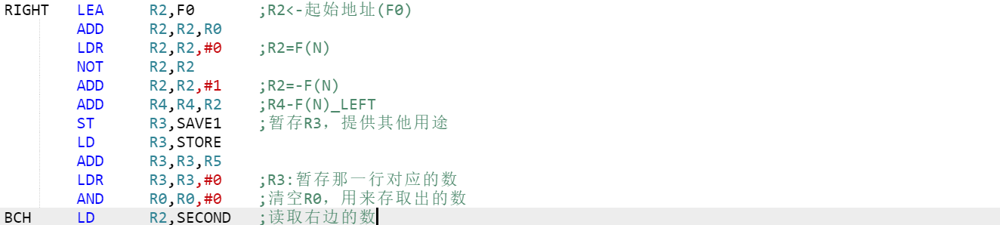 RIGHT LEA R2,F0 ;R2<-起始地址(F0)
ADD R2,R2,R0
LDR R2,R2,#0 ;R2=F(N)
NOT R2,R2
ADD R2,R2,#1 ;R2=-F(N)
ADD R4,R4,R2 ;R4-F(N)_LEFT
ST R3,SAVE1 ;暂存R3，提供其他用途
LD R3,STORE
ADD R3,R3,R5
LDR R3,R3,#0 ;R3:暂存那一行对应的数
AND R0,R0,#0 ;清空R0，用来存取出的数
BCH LD R2,SECOND ;读取右边的数